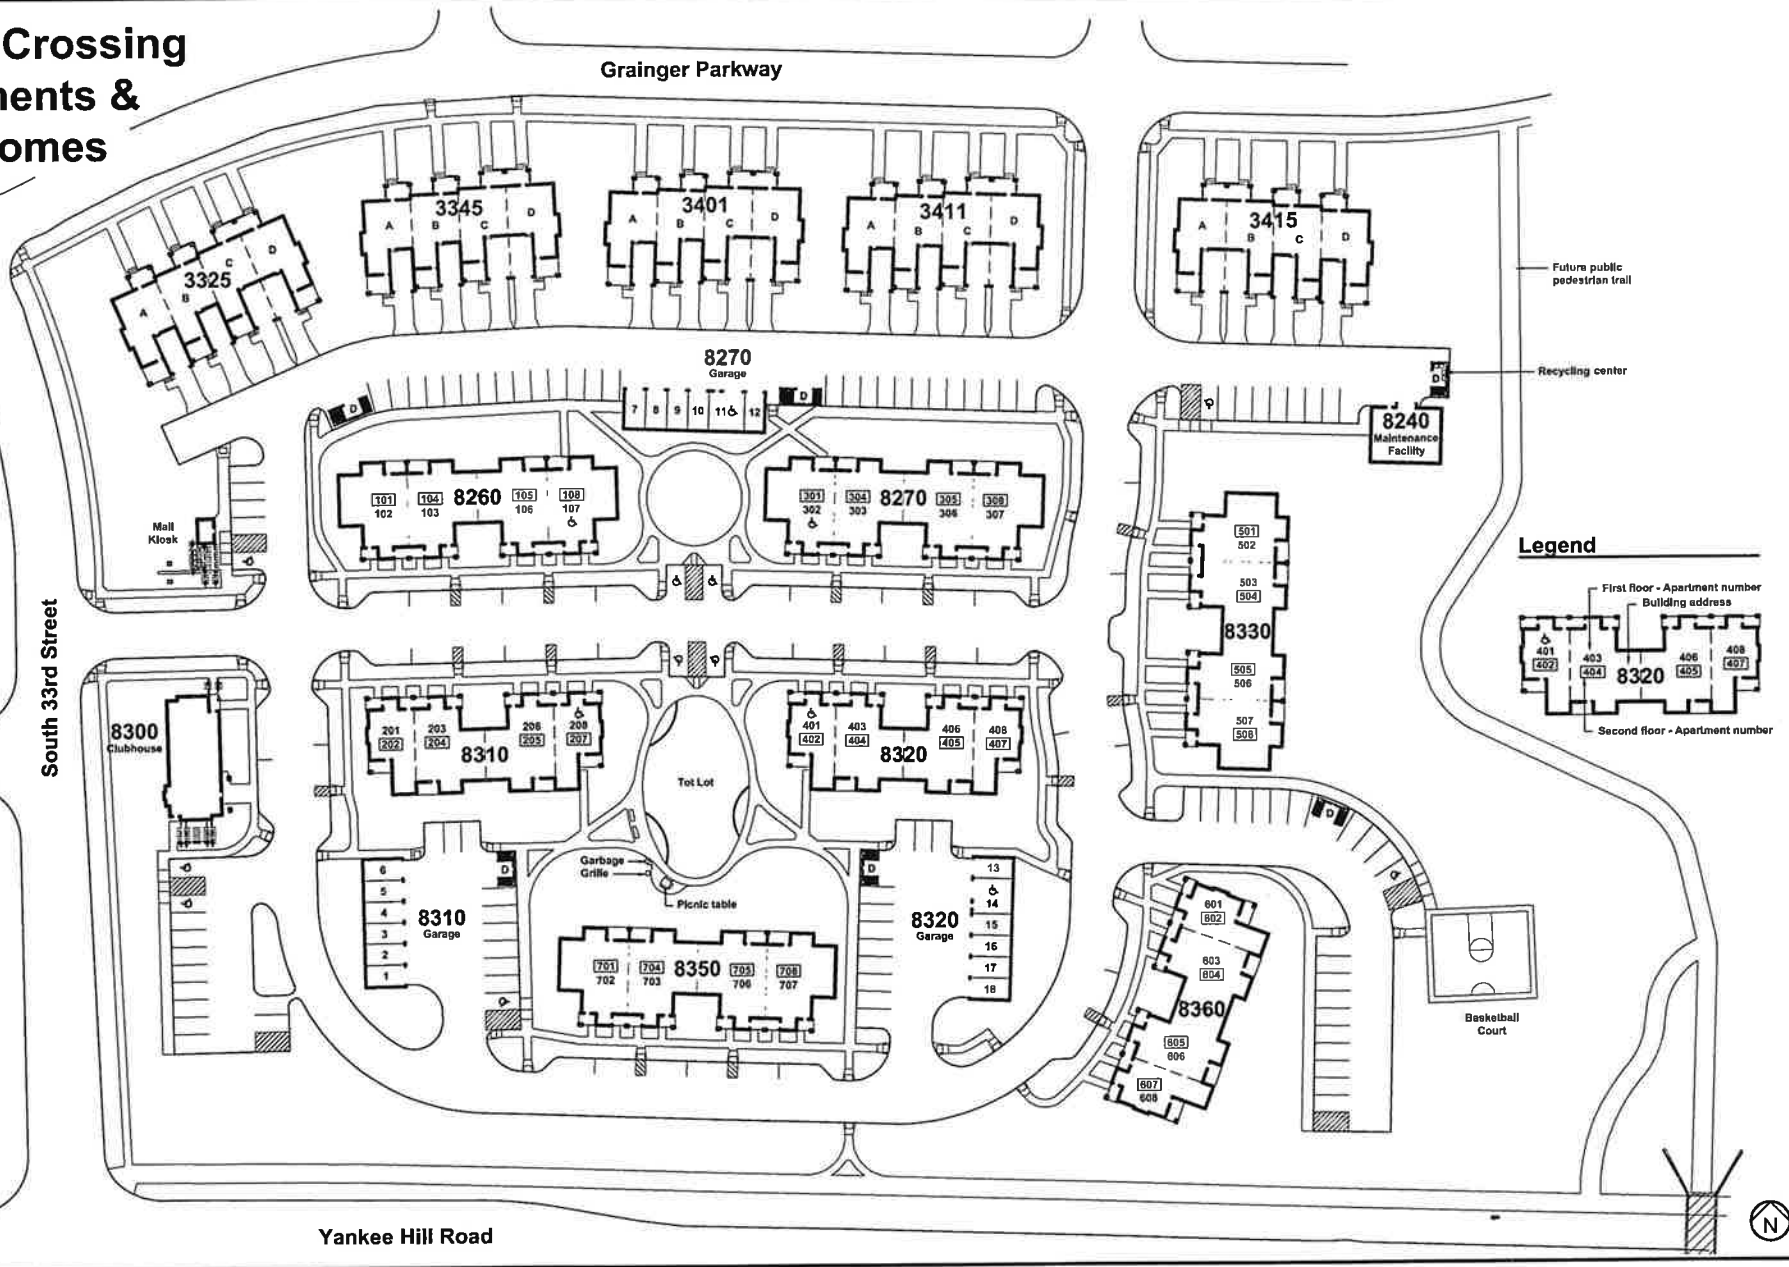 Crossing
ments &
omes
Grainger Parkway
3325
A
B
C
D
3345
A
B
C
D
3401
A
B
C
D
3411
A
B
C
D
3415
A
B
C
D
Future public
pedestrian trail
Recycling center
8270
Garage
7 8 9 10 11 12
D
D
D
8240
Maintenance
Facility
8260
101
102
104
103
105
106
108
107
8270
301
302
304
303
305
306
308
307
Mail
Kiosk
South 33rd Street
8330
501
502
503
504
505
506
507
508
Legend
First floor - Apartment number
Building address
401
402
403
404
8320
406
405
408
407
Second floor - Apartment number
8300
Clubhouse
8310
201
202
203
204
206
205
208
207
8320
401
402
403
404
406
405
408
407
Tot Lot
D
Garbage
Grille
Picnic table
D
D
8310
Garage
6
5
4
3
2
1
8320
Garage
13
14
15
16
17
18
8350
701
702
704
703
705
706
708
707
8360
601
602
603
604
605
606
607
608
Basketball
Court
Yankee Hill Road
N